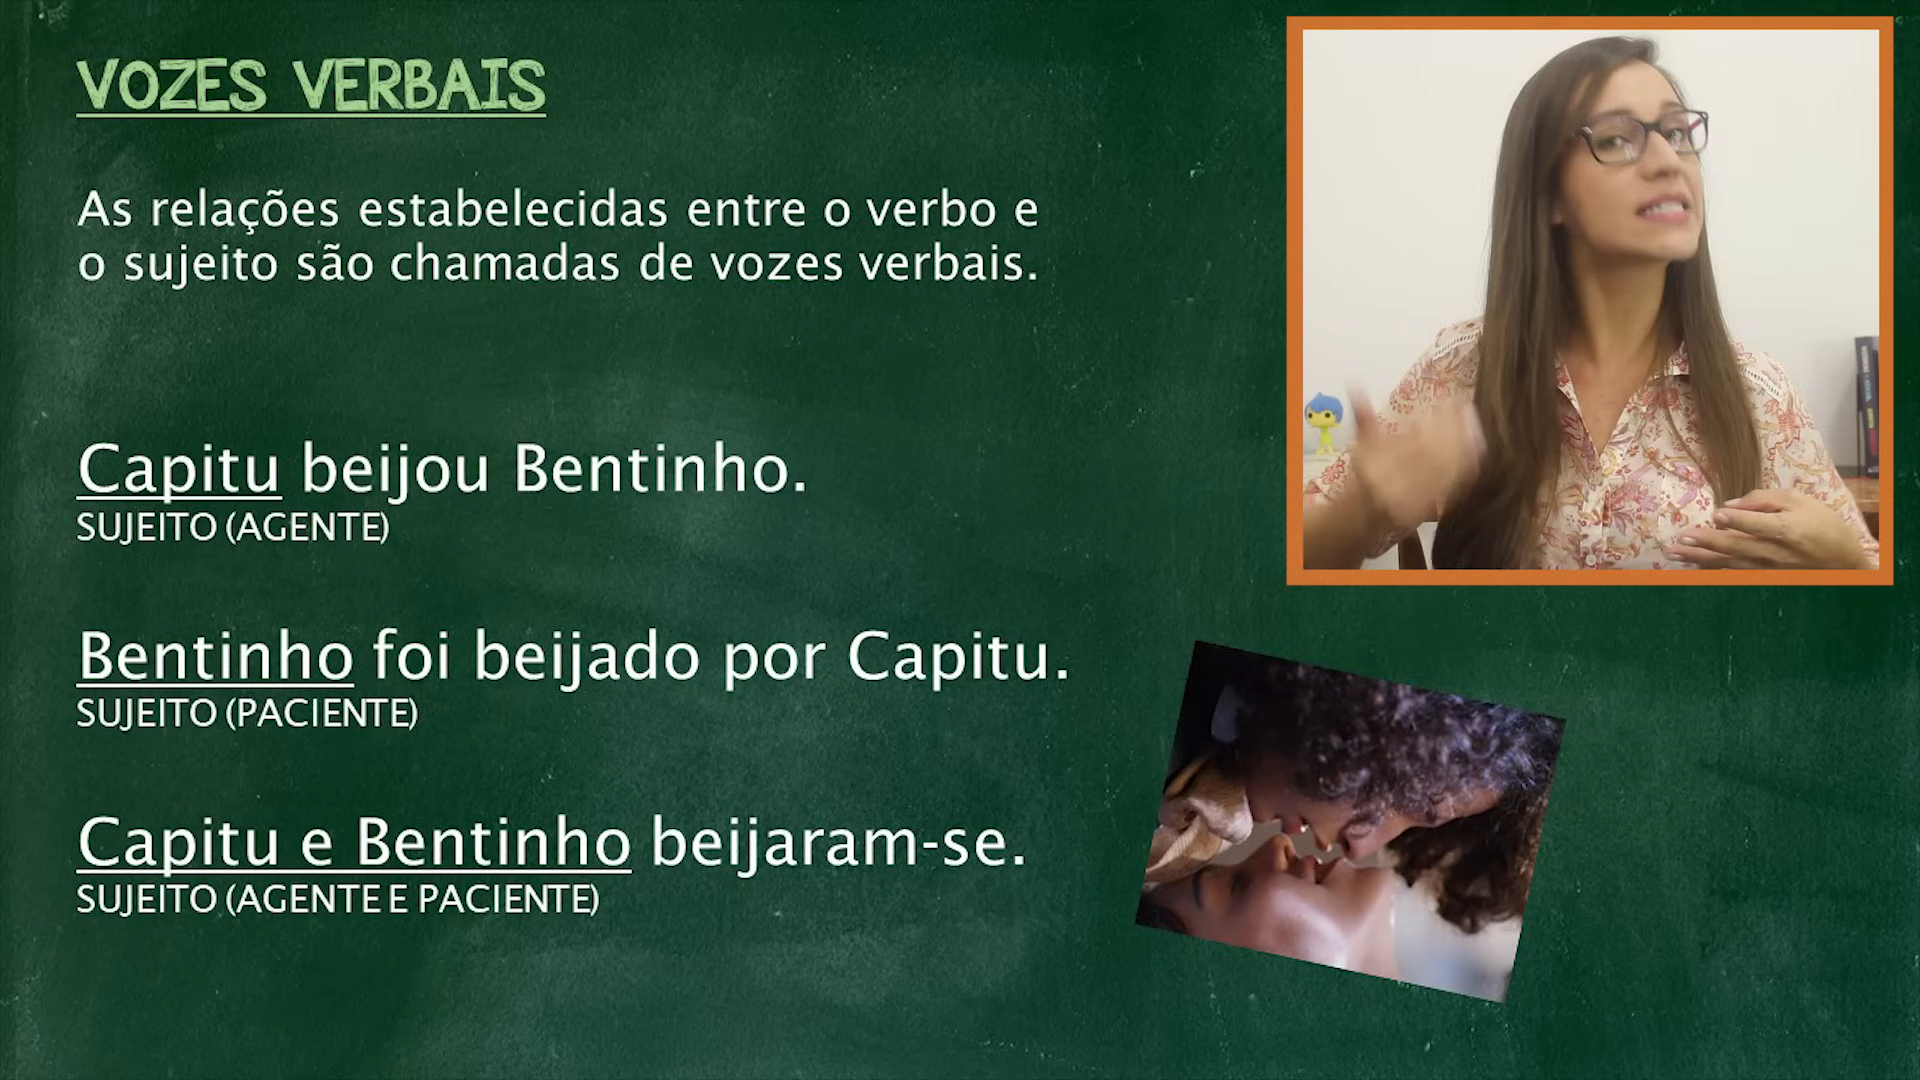 VOZES VERBAIS
As relações estabelecidas entre o verbo e
o sujeito são chamadas de vozes verbais.
Capitu beijou Bentinho.
SUJEITO (AGENTE)
Bentinho foi beijado por Capitu.
SUJEITO (PACIENTE)
Capitu e Bentinho beijaram-se.
SUJEITO (AGENTE E PACIENTE)